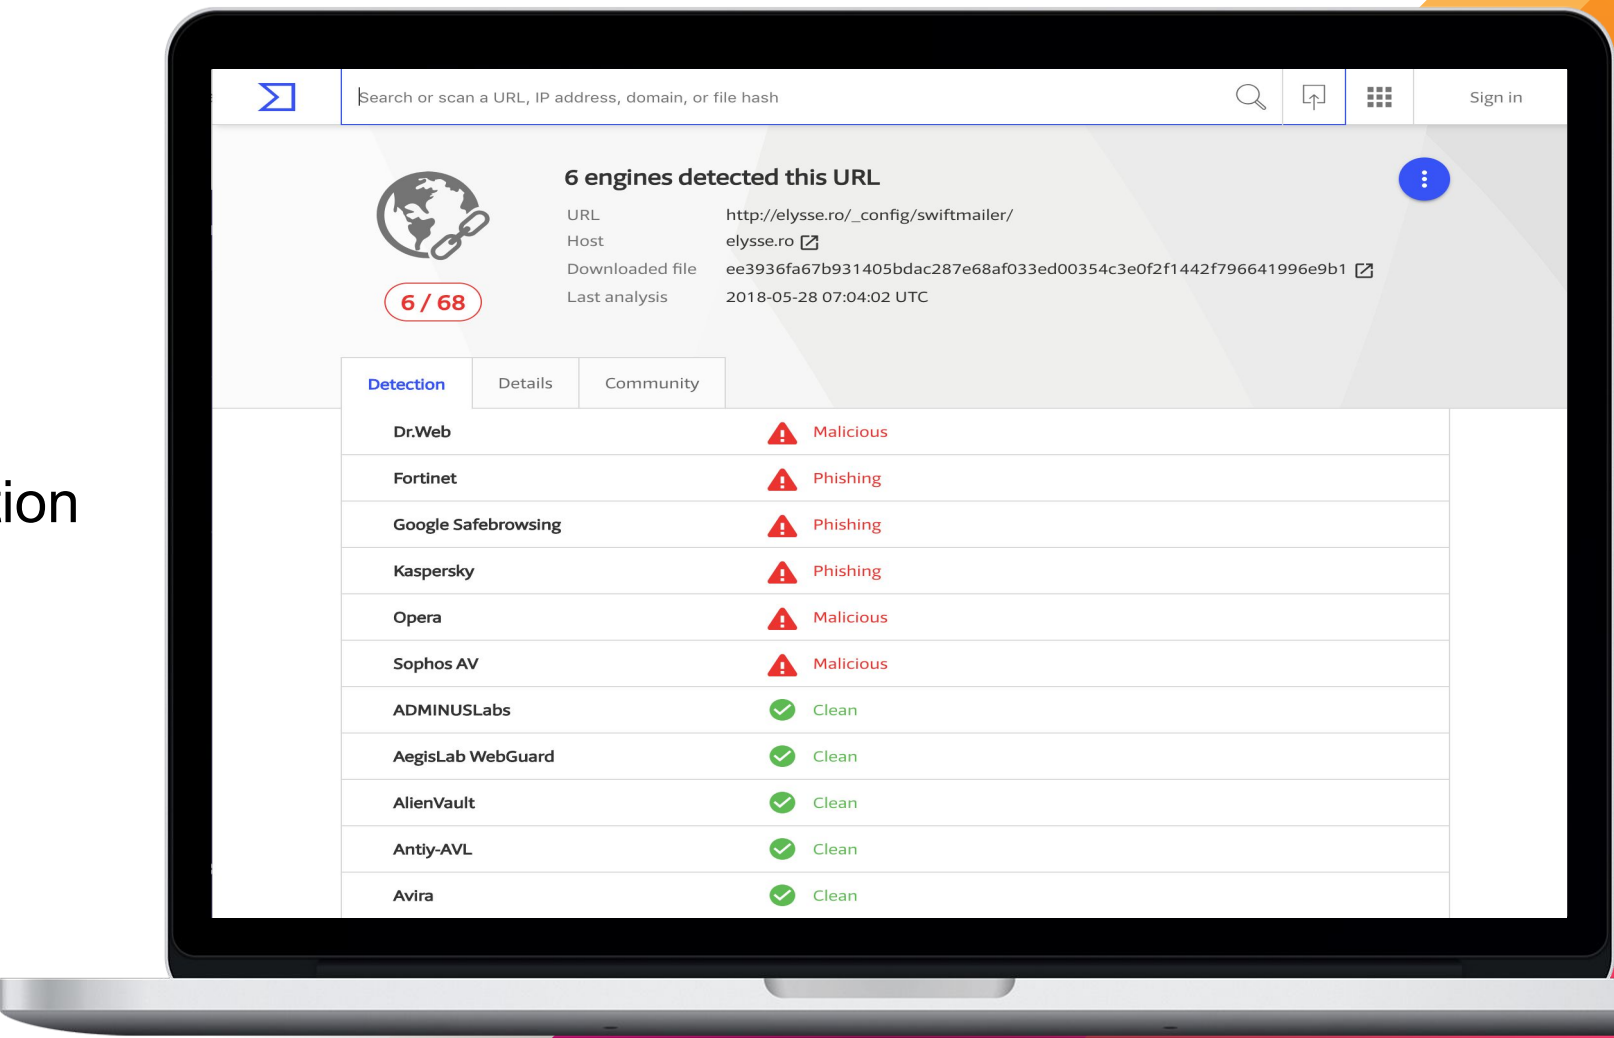 Search or scan a URL, IP address, domain, or file hash
Sign in
6 engines detected this URL
URL http://elysse.ro/_config/swiftmailer/
Host elysse.ro
Downloaded file ee3936fa67b931405bdac287e68af033ed00354c3e0f2f1442f796641996e9b1
Last analysis 2018-05-28 07:04:02 UTC
6 / 68
Detection Details Community
Dr.Web Malicious
Fortinet Phishing
Google Safebrowsing Phishing
tion
Kaspersky Phishing
Opera Malicious
Sophos AV Malicious
ADMINUSLabs Clean
AegisLab WebGuard Clean
AlienVault Clean
Antiy-AVL Clean
Avira Clean